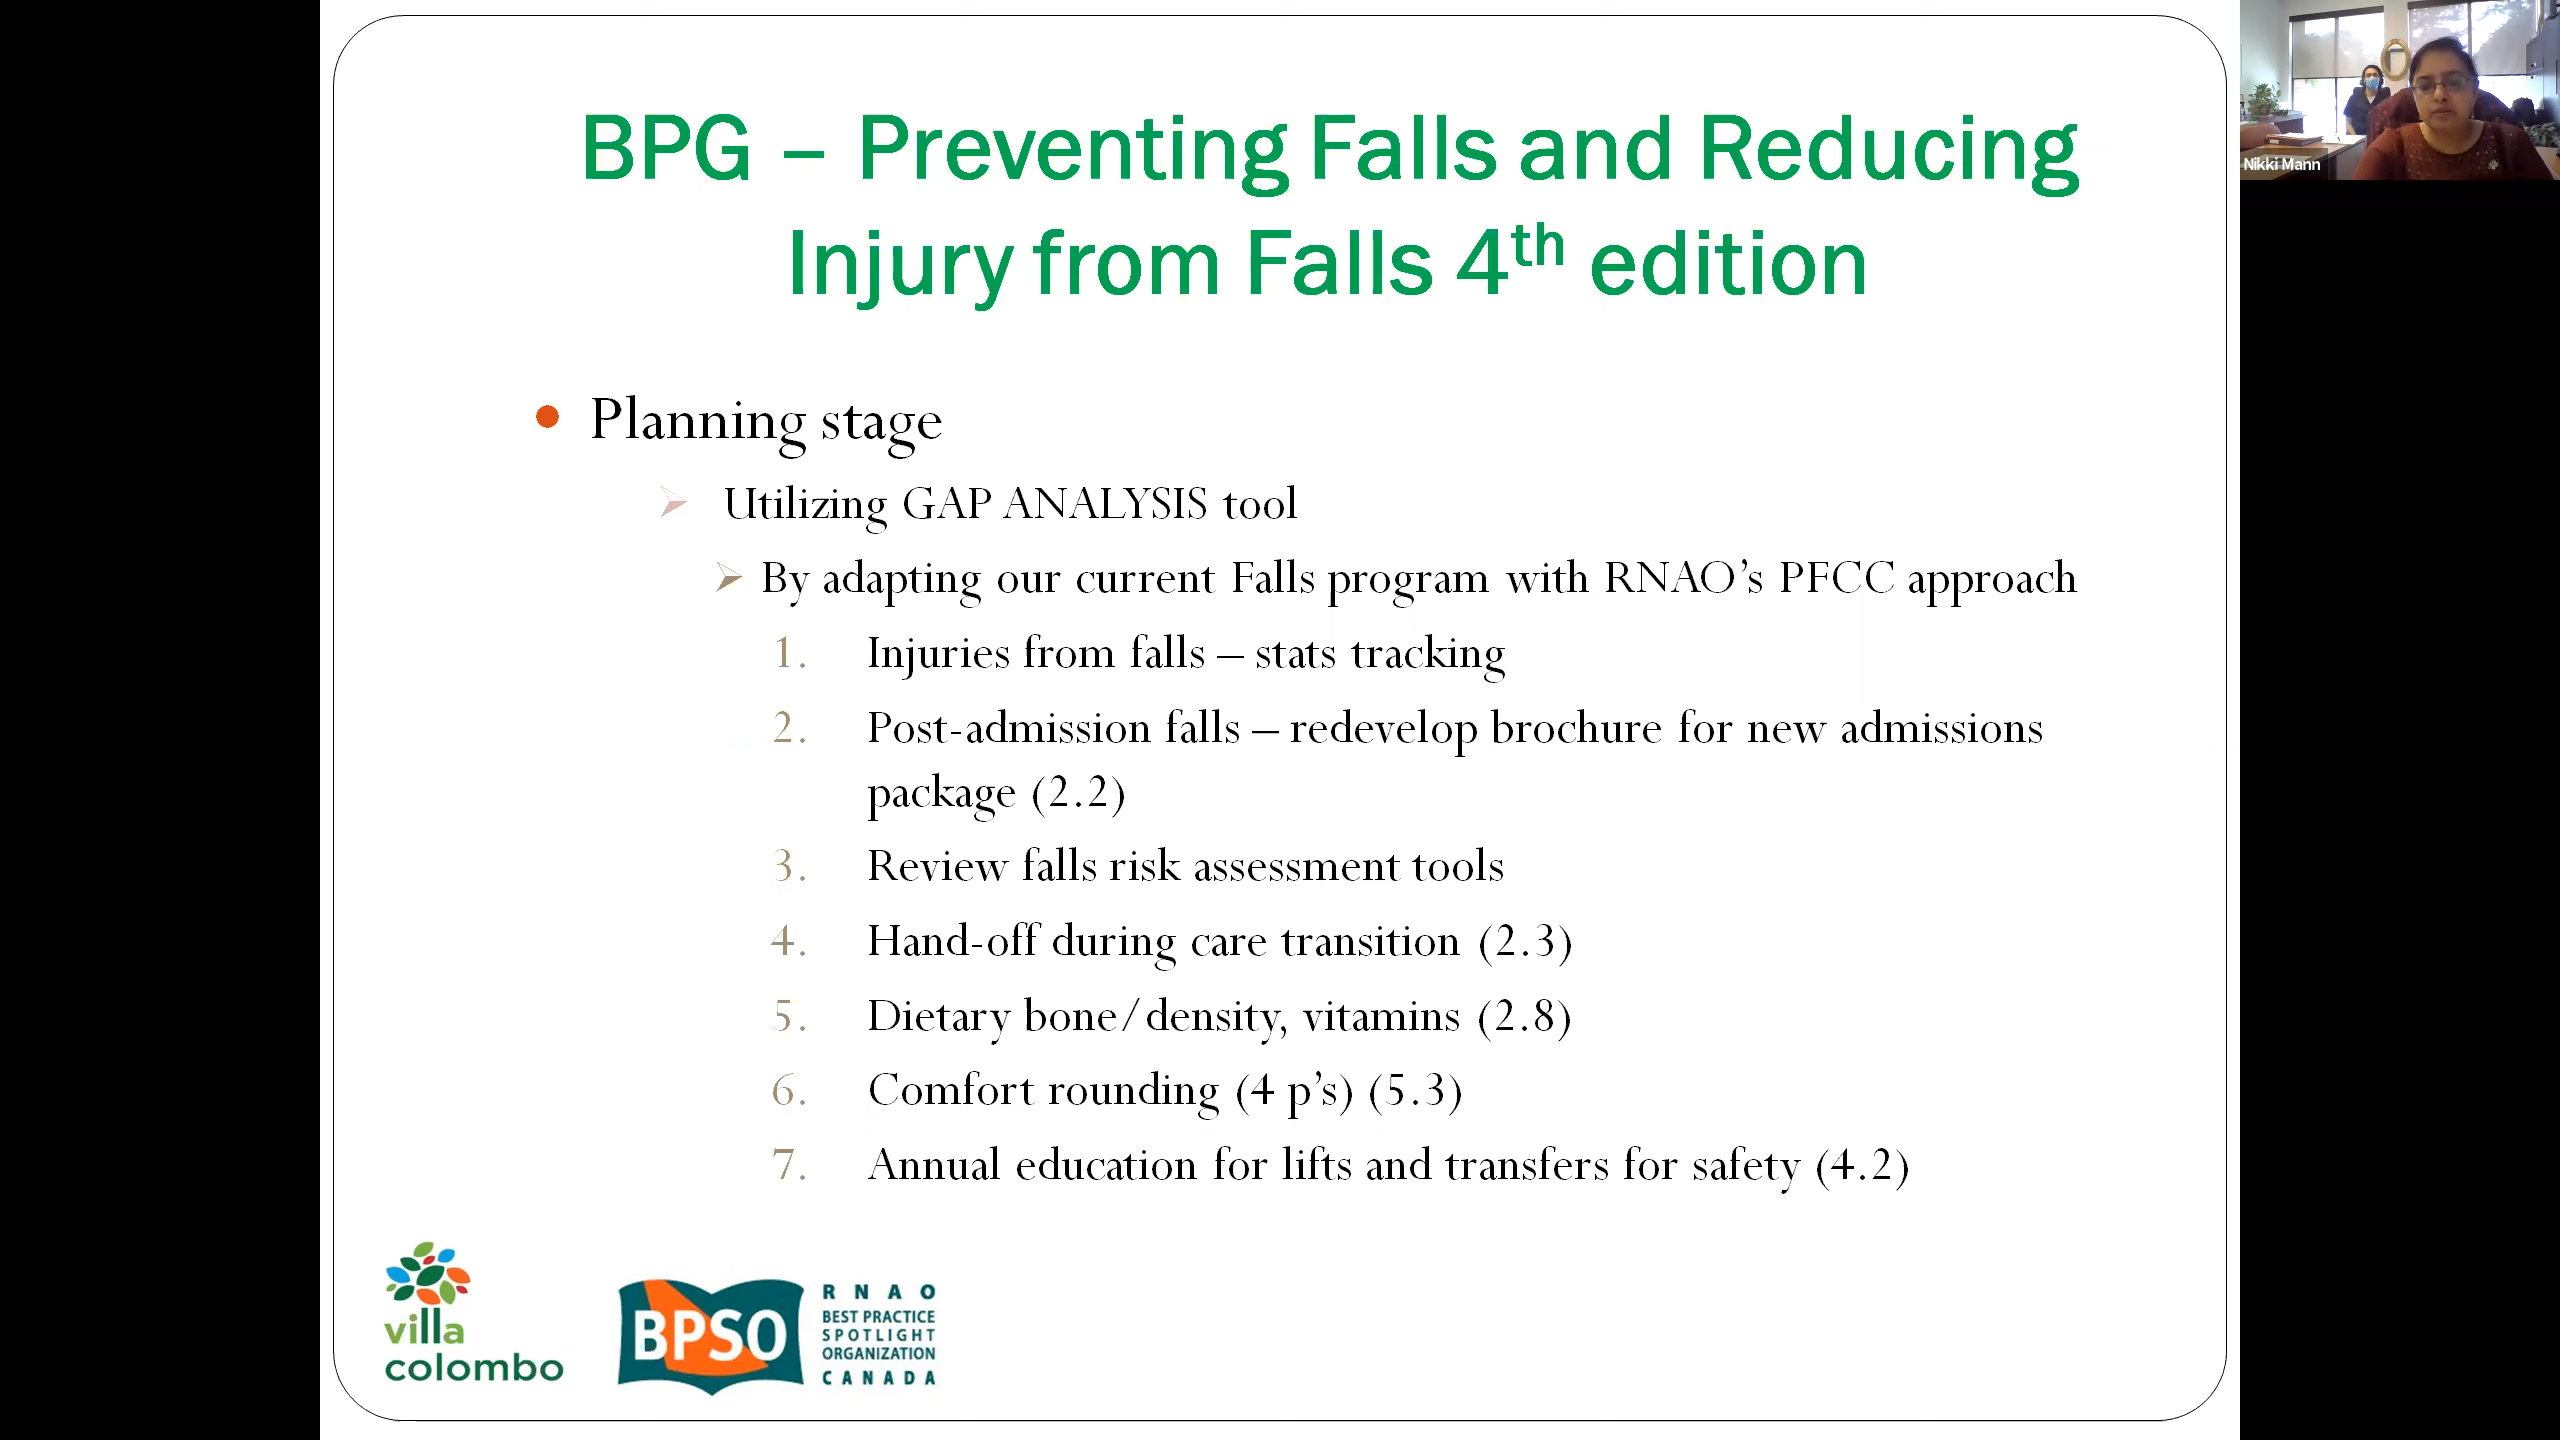 BPG – Preventing Falls and Reducing
Injury from Falls 4th edition
• Planning stage
➢ Utilizing GAP ANALYSIS tool
➢ By adapting our current Falls program with RNAO’s PFCC approach
1. Injuries from falls – stats tracking
2. Post-admission falls – redevelop brochure for new admissions
package (2.2)
3. Review falls risk assessment tools
4. Hand-off during care transition (2.3)
5. Dietary bone/density, vitamins (2.8)
6. Comfort rounding (4 p’s) (5.3)
7. Annual education for lifts and transfers for safety (4.2)
villa
colombo
BPSO
RNAO
BEST PRACTICE
SPOTLIGHT
ORGANIZATION
CANADA
Nikki Mann